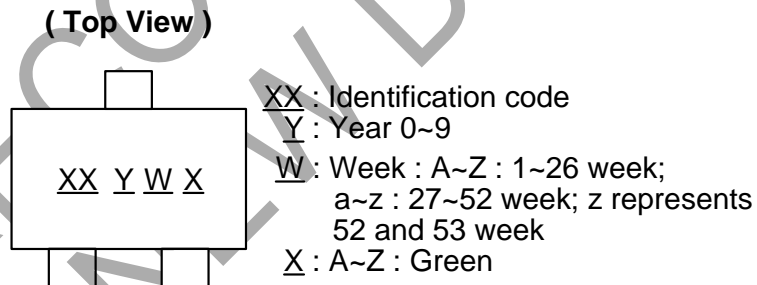 ( Top View )
XX : Identification code
Y : Year 0~9
XX Y W X
W : Week : A~Z : 1~26 week;
a~z : 27~52 week; z represents
52 and 53 week
X : A~Z : Green